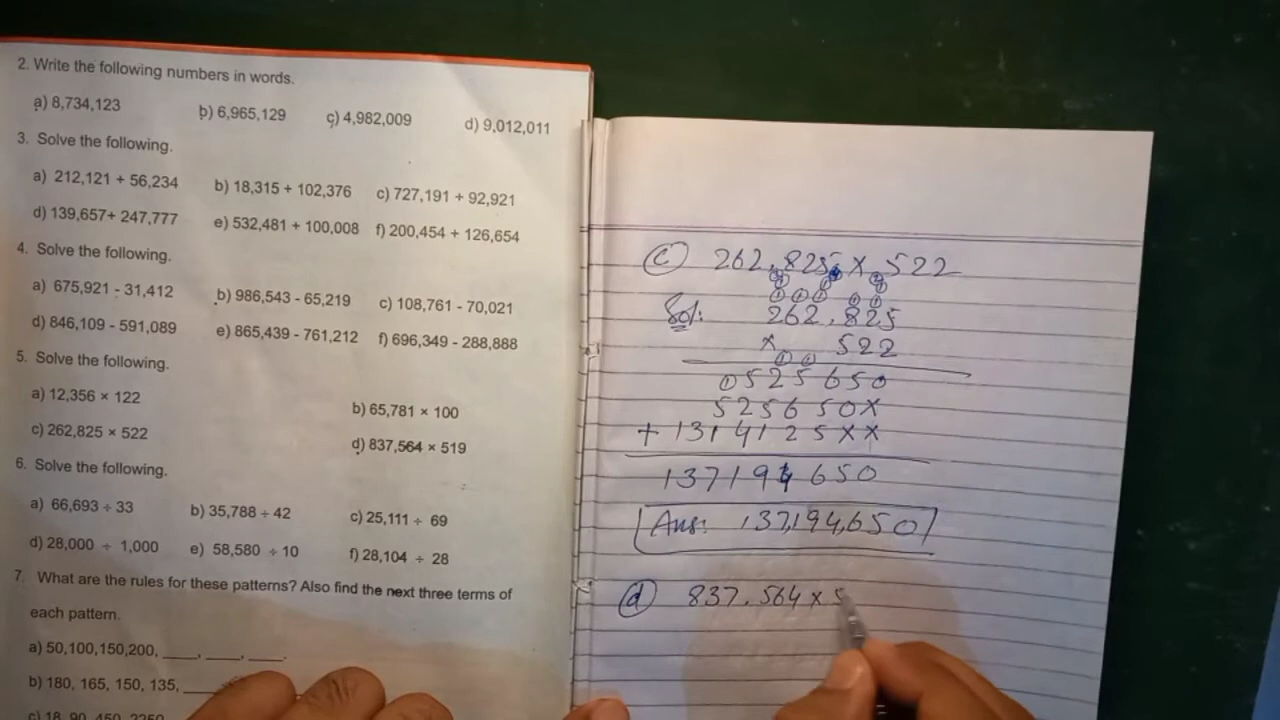 2. Write the following numbers in words.
a) 8,734,123 b) 6,965,129 c) 4,982,009 d) 9,012,011
3. Solve the following.
a) 212,121 + 56,234 b) 18,315 + 102,376 c) 727,191 + 92,921
d) 139,657+ 247,777 e) 532,481 + 100,008 f) 200,454 + 126,654
4. Solve the following.
a) 675,921 - 31,412 b) 986,543 - 65,219 c) 108,761 - 70,021
d) 846,109 - 591,089 e) 865,439 - 761,212 f) 696,349 - 288,888
5. Solve the following.
a) 12,356 × 122 b) 65,781 × 100
c) 262,825 × 522 d) 837,564 × 519
6. Solve the following.
a) 66,693 ÷ 33 b) 35,788 ÷ 42 c) 25,111 ÷ 69
d) 28,000 ÷ 1,000 e) 58,580 ÷ 10 f) 28,104 ÷ 28
7. What are the rules for these patterns? Also find the next three terms of
each pattern.
a) 50,100,150,200, ____, ____, ____.
b) 180, 165, 150, 135, ____
c) 18, 90, 450, 2250
c 262,825 × 522
Sol: 262,825
× 522
0525650
525650×
+ 1314125××
137194650
Ans: 137,194,650
d 837.564 × 5